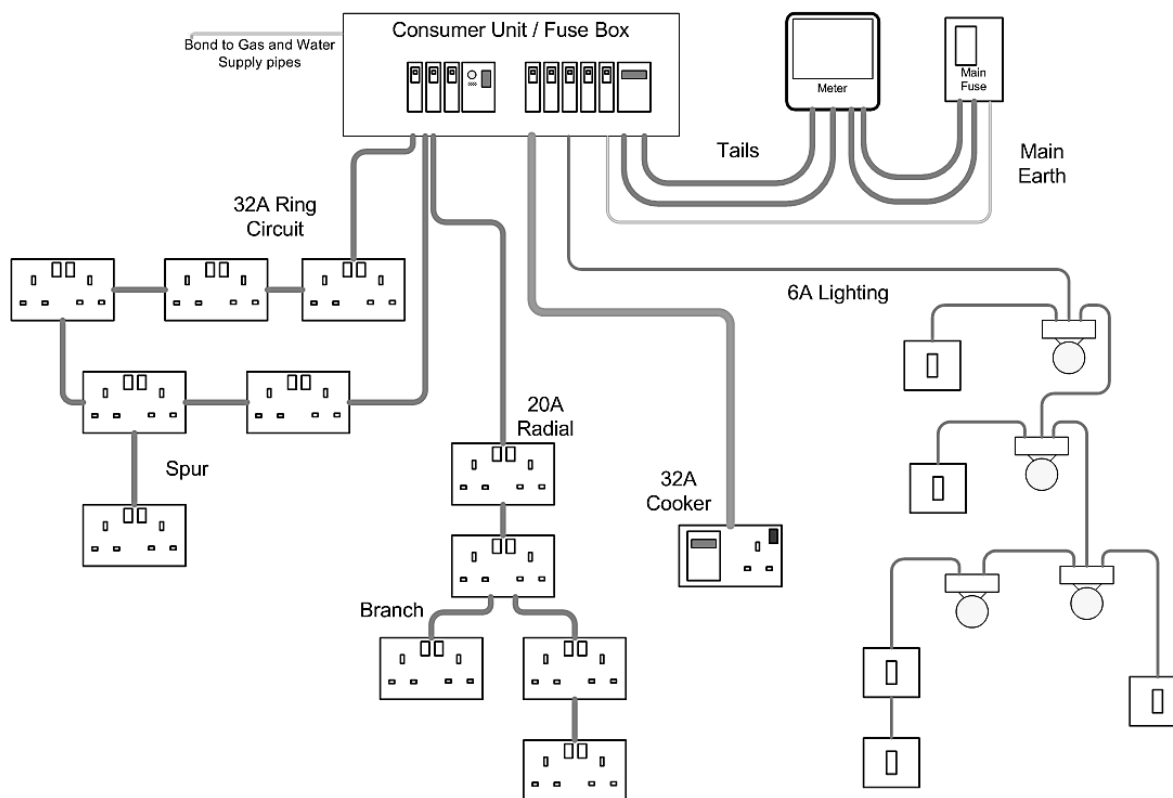 Consumer Unit / Fuse Box
Bond to Gas and Water
Supply pipes
Meter
Main
Fuse
Tails
Main
Earth
32A Ring
Circuit
6A Lighting
20A
Radial
Spur
32A
Cooker
Branch